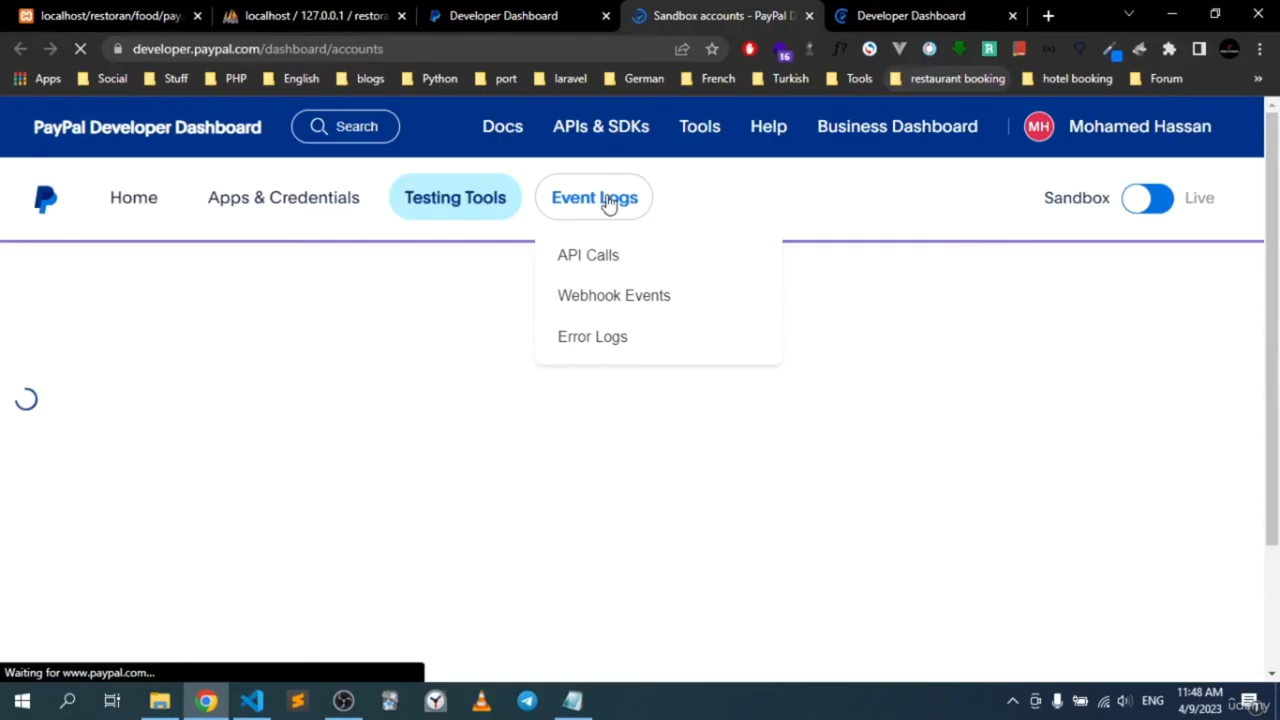 localhost/restoran/food/pay.
localhost / 127.0.0.1 / restora
Developer Dashboard
Sandbox accounts - PayPal D
Developer Dashboard
developer.paypal.com/dashboard/accounts
16
Apps
Social
Stuff
PHP
English
blogs
Python
port
laravel
German
French
Turkish
Tools
restaurant booking
hotel booking
Forum
PayPal Developer Dashboard
Search
Docs
APIs & SDKs
Tools
Help
Business Dashboard
MH
Mohamed Hassan
Home
Apps & Credentials
Testing Tools
Event Logs
Sandbox
Live
API Calls
Webhook Events
Error Logs
Waiting for www.paypal.com...
ENG
11:48 AM
4/9/2023
udemy